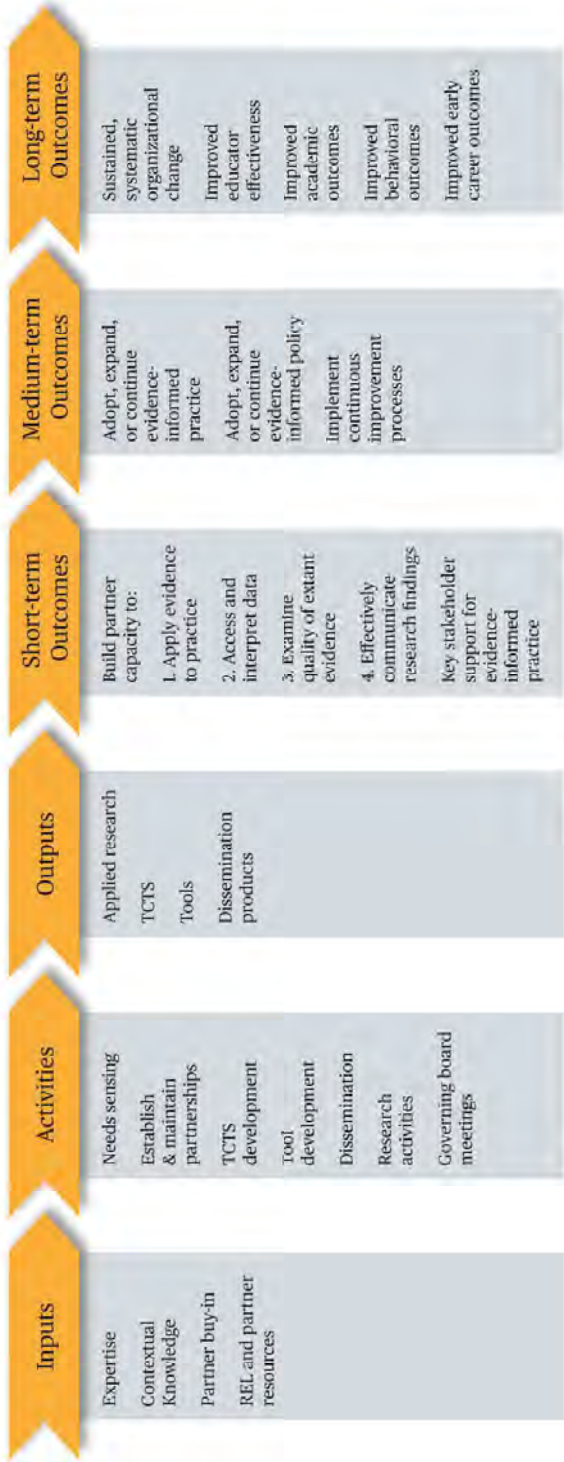 Inputs
Expertise
Contextual
Knowledge
Partner buy-in
REL and partner
resources
Activities
Needs sensing
Establish
& maintain
partnerships
TCTS
development
Tool
development
Dissemination
Research
activities
Governing board
meetings
Outputs
Applied research
TCTS
Tools
Dissemination
products
Short-term
Outcomes
Build partner
capacity to:
1. Apply evidence
to practice
2. Access and
interpret data
3. Examine
quality of extant
evidence
4. Effectively
communicate
research findings
Key stakeholder
support for
evidence-
informed
practice
Medium-term
Outcomes
Adopt, expand,
or continue
evidence-
informed
practice
Adopt, expand,
or continue
evidence-
informed policy
Implement
continuous
improvement
processes
Long-term
Outcomes
Sustained,
systematic
organizational
change
Improved
educator
effectiveness
Improved
academic
outcomes
Improved
behavioral
outcomes
Improved early
career outcomes